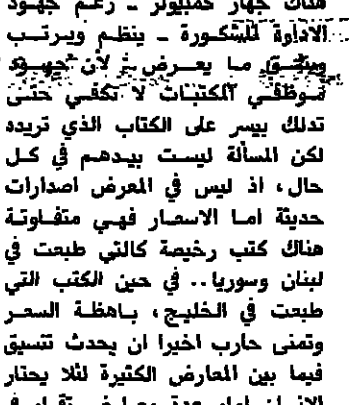 هناك جهاز كمبيوتر ـ رغم جهود
الادارة المشكورة ـ ينظم ويرتب
وينسق ما يعرض، لأن جهود
موظفي المكتبات لا تكفي حتى
تدلك بيسر على الكتاب الذي تريده
لكن المسألة ليست بيدهم في كل
حال، اذ ليس في المعرض اصدارات
حديثة اما الاسعار فهي متفاوتة
هناك كتب رخيصة كالتي طبعت في
لبنان وسوريا.. في حين الكتب التي
طبعت في الخليج، باهظة السعر
وتمنى حارب اخيرا ان يحدث تنسيق
فيما بين المعارض الكثيرة لئلا يحتار